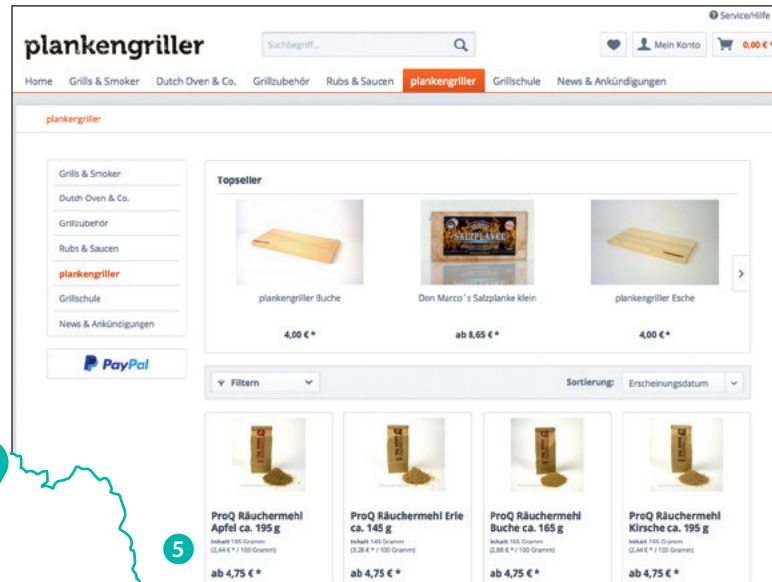 Service/Hilfe
plankengriller
Suchbegriff...
Mein Konto
0,00 € *
Home Grills & Smoker Dutch Oven & Co. Grillzubehör Rubs & Saucen plankengriller Grillschule News & Ankündigungen
plankengriller
Grills & Smoker
Dutch Oven & Co.
Grillzubehör
Rubs & Saucen
plankengriller
Grillschule
News & Ankündigungen
PayPal
Topseller
SALZPLANKE
plankengriller Buche
Don Marco´s Salzplanke klein
plankengriller Esche
4,00 € *
ab 8,65 € *
4,00 € *
Filtern
Sortierung: Erscheinungsdatum
ProQ Räuchermehl
Apfel ca. 195 g
Inhalt 195 Gramm
(2,44 € * / 100 Gramm)
ab 4,75 € *
ProQ Räuchermehl Erle
ca. 145 g
Inhalt 145 Gramm
(3,28 € * / 100 Gramm)
ab 4,75 € *
ProQ Räuchermehl
Buche ca. 165 g
Inhalt 165 Gramm
(2,88 € * / 100 Gramm)
ab 4,75 € *
ProQ Räuchermehl
Kirsche ca. 195 g
Inhalt 195 Gramm
(2,44 € * / 100 Gramm)
ab 4,75 € *
5